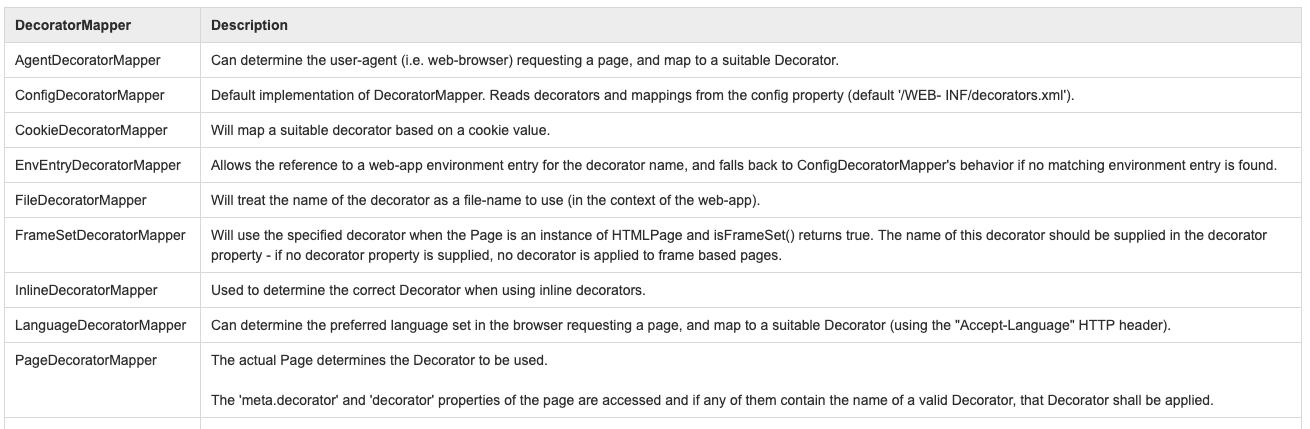 DecoratorMapper Description
AgentDecoratorMapper Can determine the user-agent (i.e. web-browser) requesting a page, and map to a suitable Decorator.
ConfigDecoratorMapper Default implementation of DecoratorMapper. Reads decorators and mappings from the config property (default '/WEB- INF/decorators.xml').
CookieDecoratorMapper Will map a suitable decorator based on a cookie value.
EnvEntryDecoratorMapper Allows the reference to a web-app environment entry for the decorator name, and falls back to ConfigDecoratorMapper's behavior if no matching environment entry is found.
FileDecoratorMapper Will treat the name of the decorator as a file-name to use (in the context of the web-app).
FrameSetDecoratorMapper Will use the specified decorator when the Page is an instance of HTMLPage and isFrameSet() returns true. The name of this decorator should be supplied in the decorator
property - if no decorator property is supplied, no decorator is applied to frame based pages.
InlineDecoratorMapper Used to determine the correct Decorator when using inline decorators.
LanguageDecoratorMapper Can determine the preferred language set in the browser requesting a page, and map to a suitable Decorator (using the "Accept-Language" HTTP header).
PageDecoratorMapper The actual Page determines the Decorator to be used.
The 'meta.decorator' and 'decorator' properties of the page are accessed and if any of them contain the name of a valid Decorator, that Decorator shall be applied.